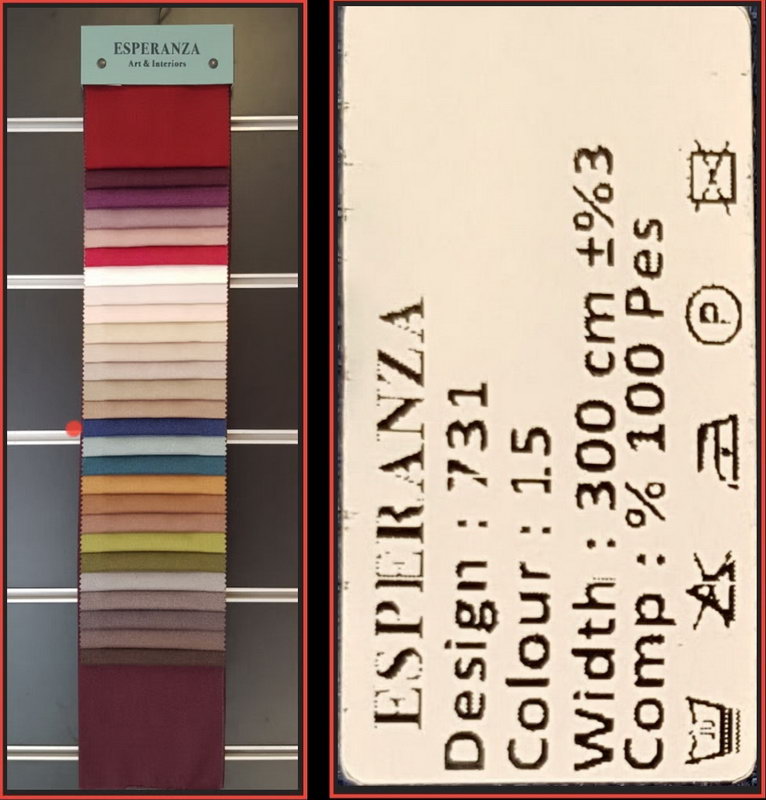 ESPERANZA
Art & Interiors
ESPERANZA
Design : 731
Colour : 15
Width : 300 cm ±%3
Comp : % 100 Pes
P